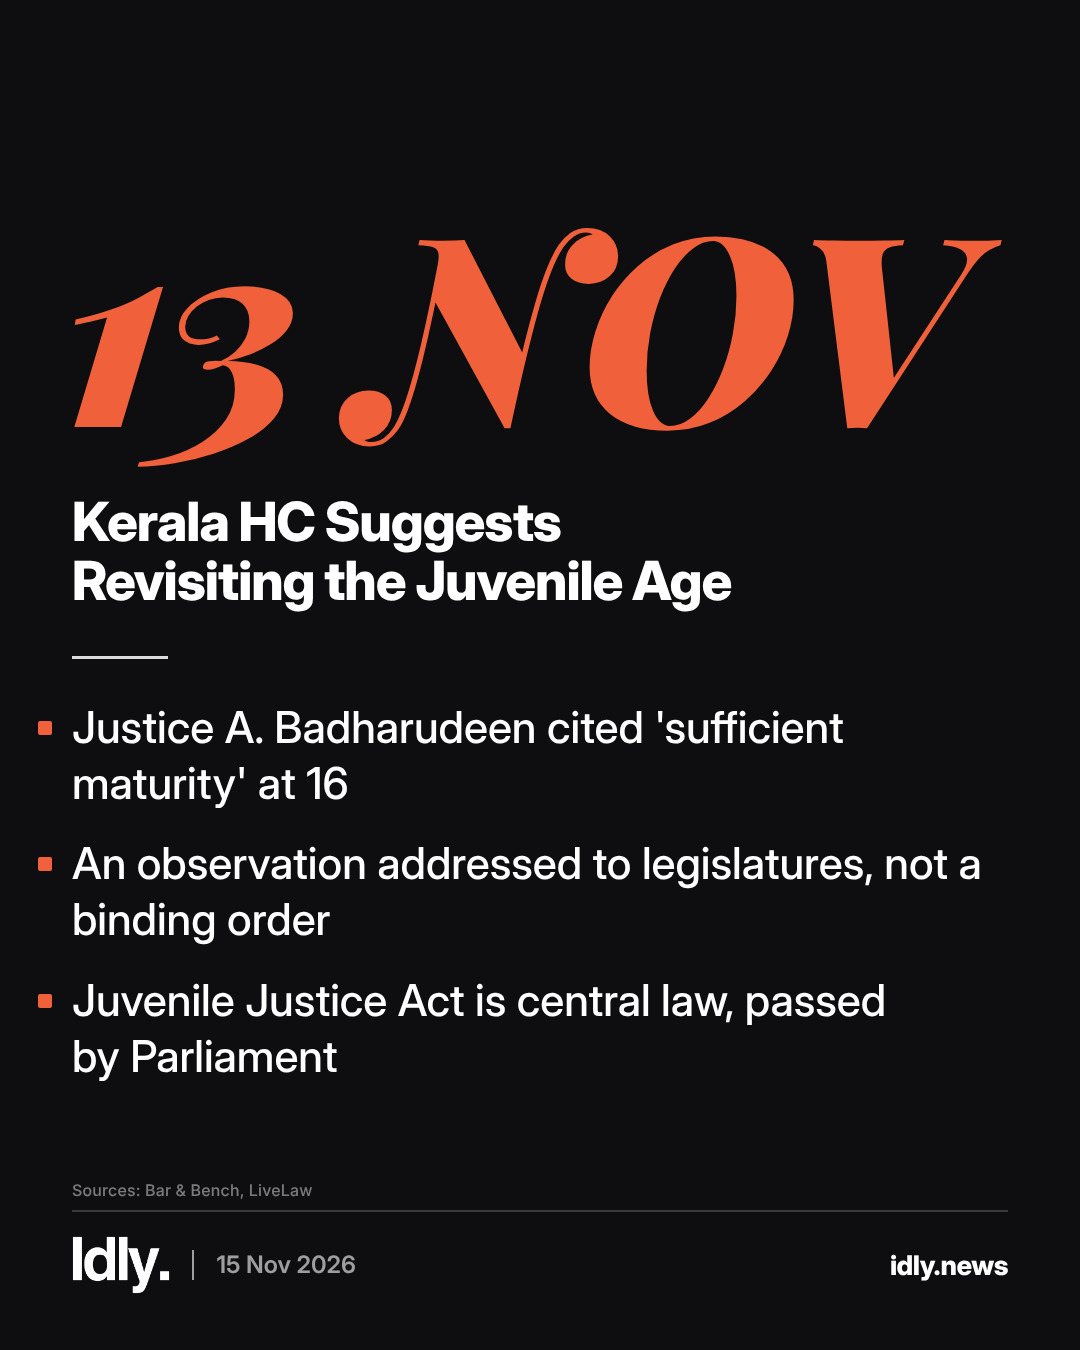 13 NOV
Kerala HC Suggests
Revisiting the Juvenile Age
Justice A. Badharudeen cited 'sufficient
maturity' at 16
An observation addressed to legislatures, not a
binding order
Juvenile Justice Act is central law, passed
by Parliament
Sources: Bar & Bench, LiveLaw
Idly. | 15 Nov 2026
idly.news